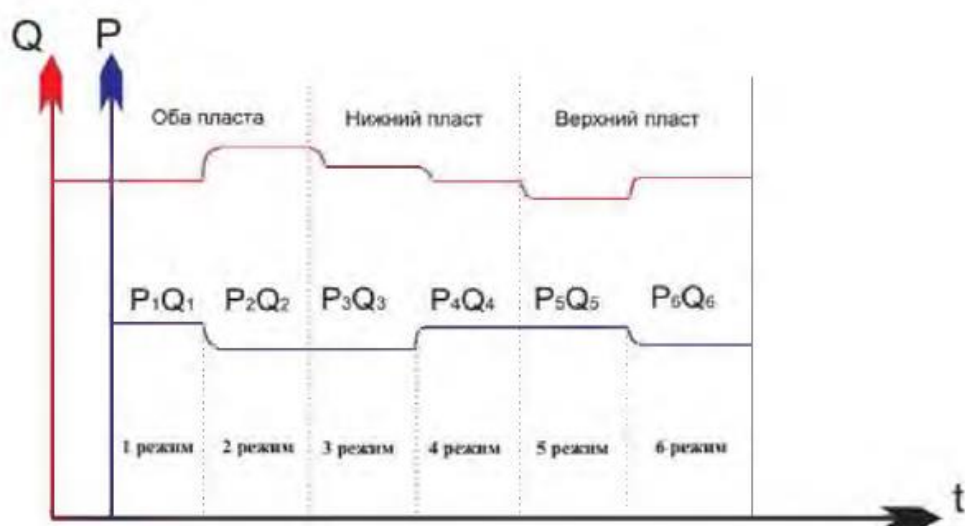 Q P
Оба пласта Нижний пласт Верхний пласт
P₁Q₁ P₂Q₂ P₃Q₃ P₄Q₄ P₅Q₅ P₆Q₆
1 режим 2 режим 3 режим 4 режим 5 режим 6 режим
t